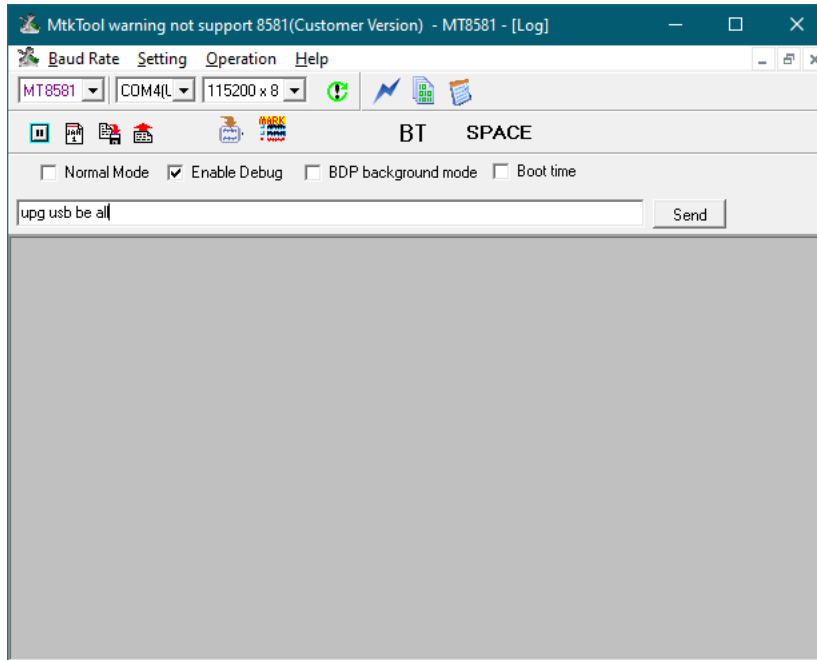 MtkTool warning not support 8581(Customer Version) - MT8581 - [Log]
Baud Rate Setting Operation Help
MT8581 COM4(L 115200 x 8
MARK
BT SPACE
Normal Mode Enable Debug BDP background mode Boot time
upg usb be all Send